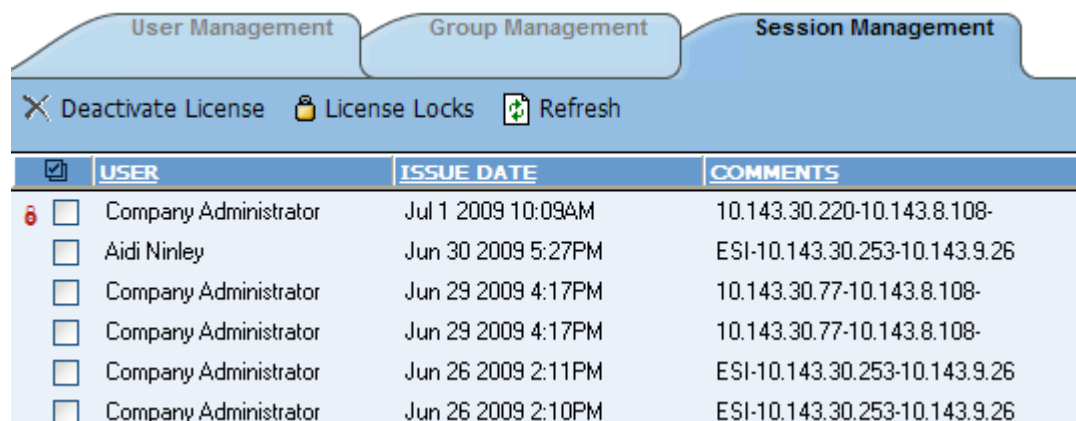 User Management Group Management Session Management
Deactivate License License Locks Refresh
USER ISSUE DATE COMMENTS
Company Administrator Jul 1 2009 10:09AM 10.143.30.220-10.143.8.108-
Aidi Ninley Jun 30 2009 5:27PM ESI-10.143.30.253-10.143.9.26
Company Administrator Jun 29 2009 4:17PM 10.143.30.77-10.143.8.108-
Company Administrator Jun 29 2009 4:17PM 10.143.30.77-10.143.8.108-
Company Administrator Jun 26 2009 2:11PM ESI-10.143.30.253-10.143.9.26
Company Administrator Jun 26 2009 2:10PM ESI-10.143.30.253-10.143.9.26